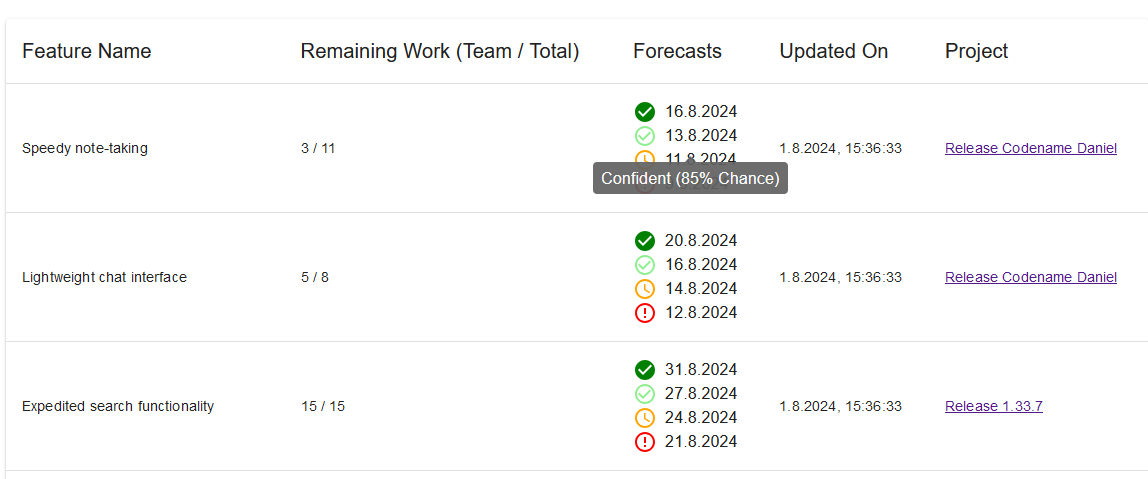 Feature Name Remaining Work (Team / Total) Forecasts Updated On Project
16.8.2024
13.8.2024
Speedy note-taking 3 / 11 1.8.2024, 15:36:33 Release Codename Daniel
11.8.2024
Confident (85% Chance)
20.8.2024
16.8.2024
Lightweight chat interface 5 / 8 1.8.2024, 15:36:33 Release Codename Daniel
14.8.2024
12.8.2024
31.8.2024
27.8.2024
Expedited search functionality 15 / 15 1.8.2024, 15:36:33 Release 1.33.7
24.8.2024
21.8.2024